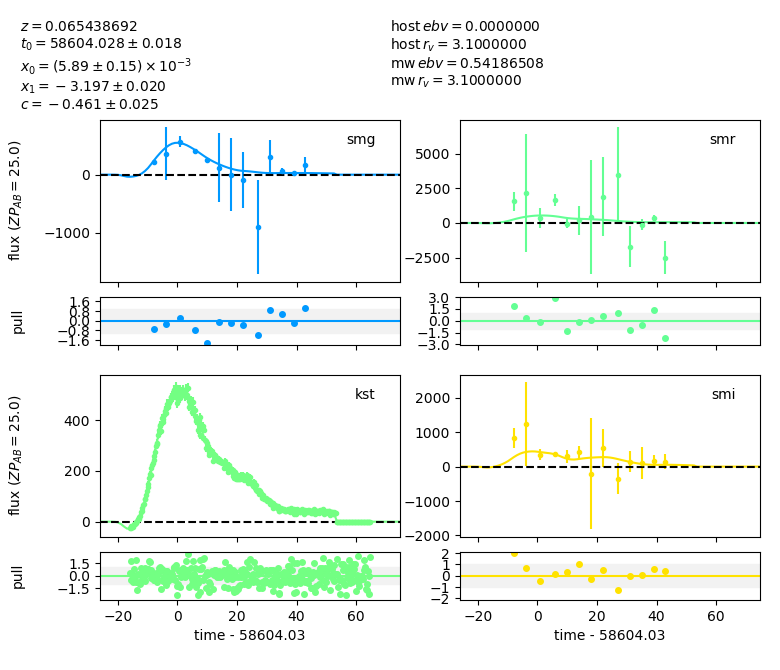 z = 0.065438692
t₀ = 58604.028 ± 0.018
x₀ = (5.89 ± 0.15) × 10⁻³
x₁ = −3.197 ± 0.020
c = −0.461 ± 0.025
host ebv = 0.0000000
host r_v = 3.1000000
mw ebv = 0.54186508
mw r_v = 3.1000000
smg
flux (ZP_AB = 25.0)
0
−1000
smr
5000
2500
0
−2500
pull
1.6
0.8
0.0
−0.8
−1.6
3.0
1.5
0.0
−1.5
−3.0
kst
flux (ZP_AB = 25.0)
400
200
0
smi
2000
1000
0
−1000
−2000
pull
1.5
0.0
−1.5
2
1
0
−1
−2
−20 0 20 40 60
time - 58604.03
−20 0 20 40 60
time - 58604.03